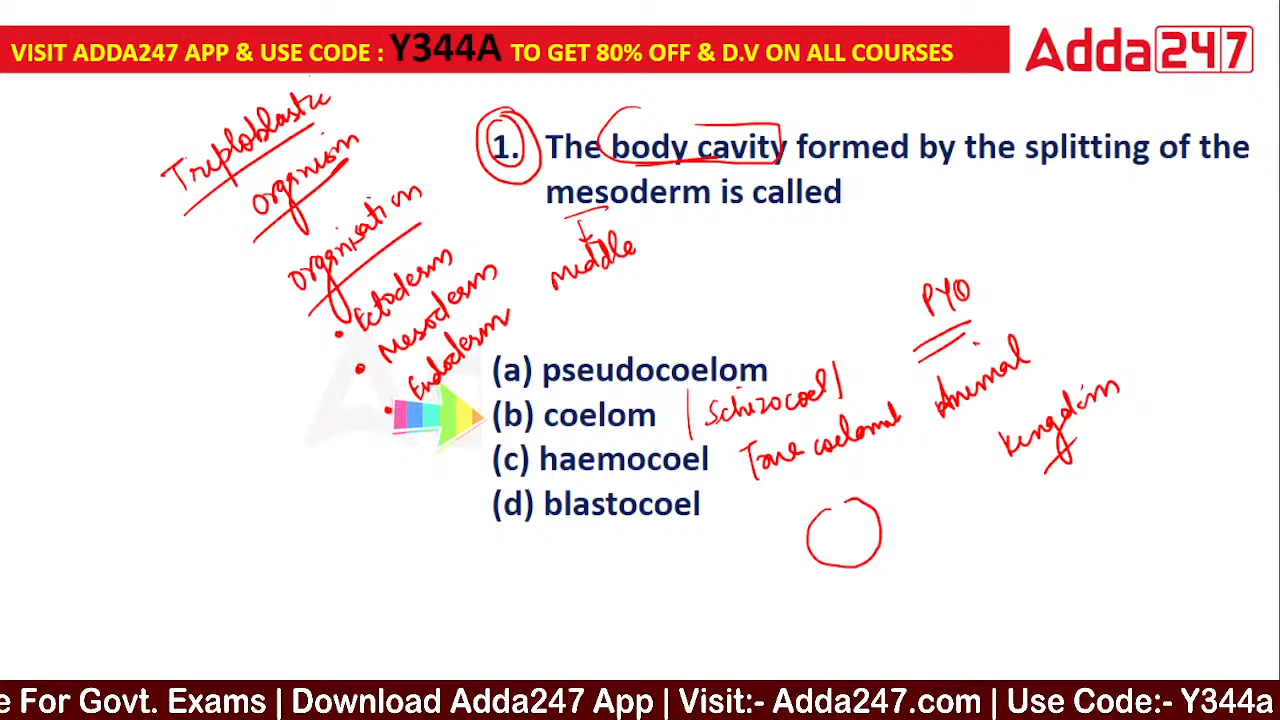 VISIT ADDA247 APP & USE CODE : Y344A TO GET 80% OFF & D.V ON ALL COURSES
Adda247
Triploblastic
organism
organisation
• Ectoderm
• Mesoderm
• Endoderm
1. The body cavity formed by the splitting of the
mesoderm is called
middle
PYQ
Animal
Kingdom
(a) pseudocoelom
(b) coelom
(c) haemocoel
(d) blastocoel
|Schizocoel|
True coelomat
e For Govt. Exams | Download Adda247 App | Visit:- Adda247.com | Use Code:- Y344a